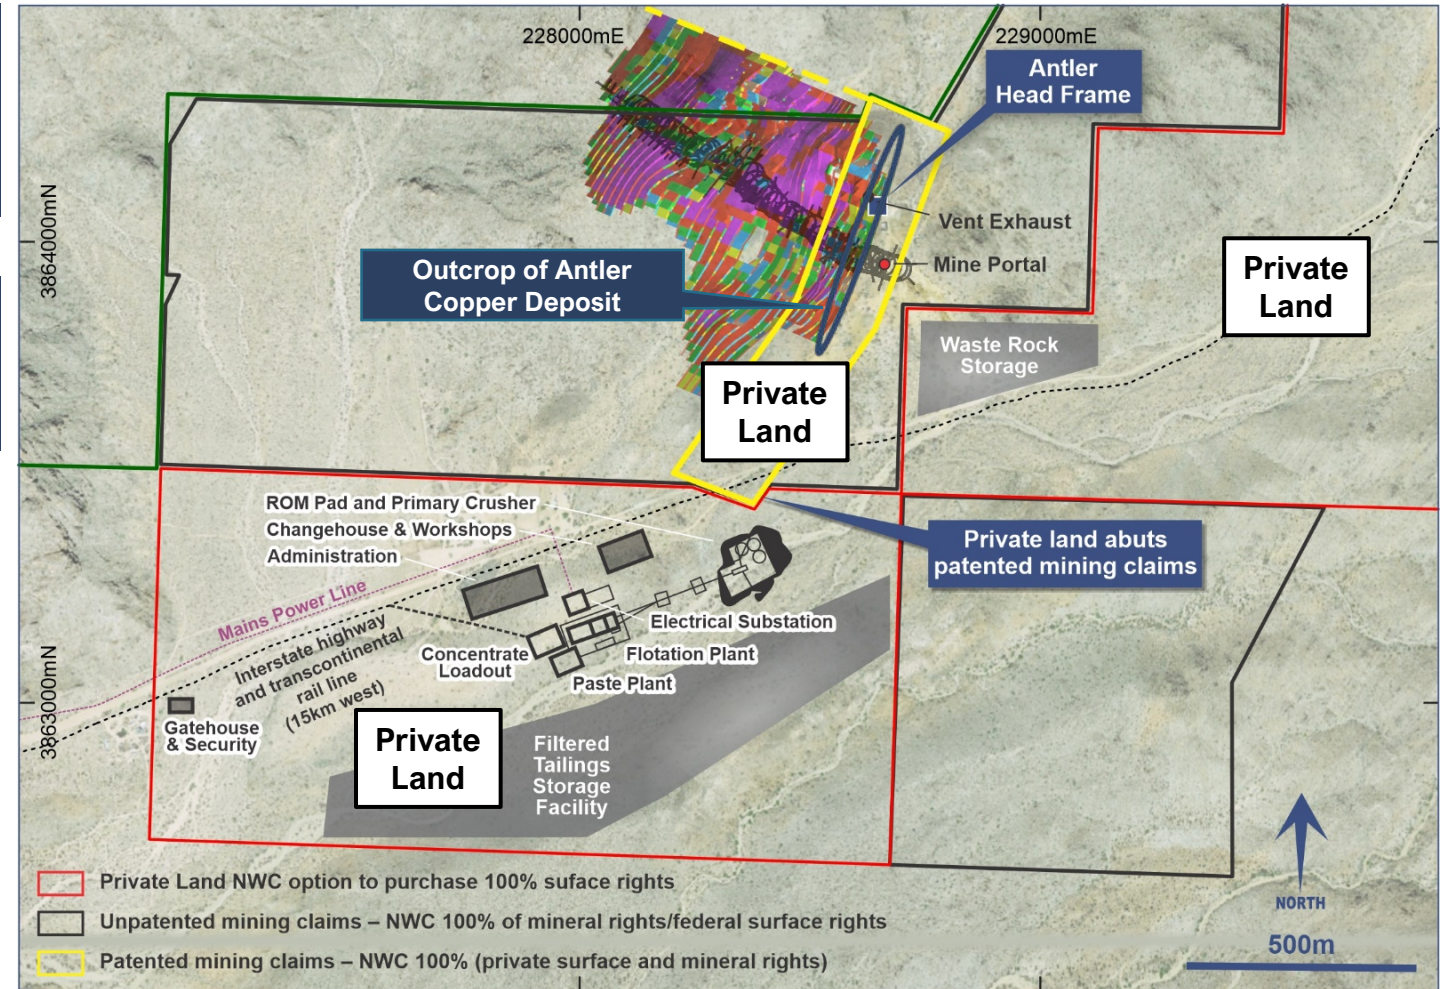 228000mE
229000mE
Antler
Head Frame
3864000mN
Vent Exhaust
Mine Portal
Outcrop of Antler
Copper Deposit
Private
Land
Waste Rock
Storage
Private
Land
ROM Pad and Primary Crusher
Changehouse & Workshops
Administration
Private land abuts
patented mining claims
Mains Power Line
Interstate highway
and transcontinental
rail line
(15km west)
Electrical Substation
Concentrate
Loadout
Flotation Plant
Paste Plant
3863000mN
Gatehouse
& Security
Private
Land
Filtered
Tailings
Storage
Facility
Private Land NWC option to purchase 100% suface rights
Unpatented mining claims – NWC 100% of mineral rights/federal surface rights
Patented mining claims – NWC 100% (private surface and mineral rights)
NORTH
500m